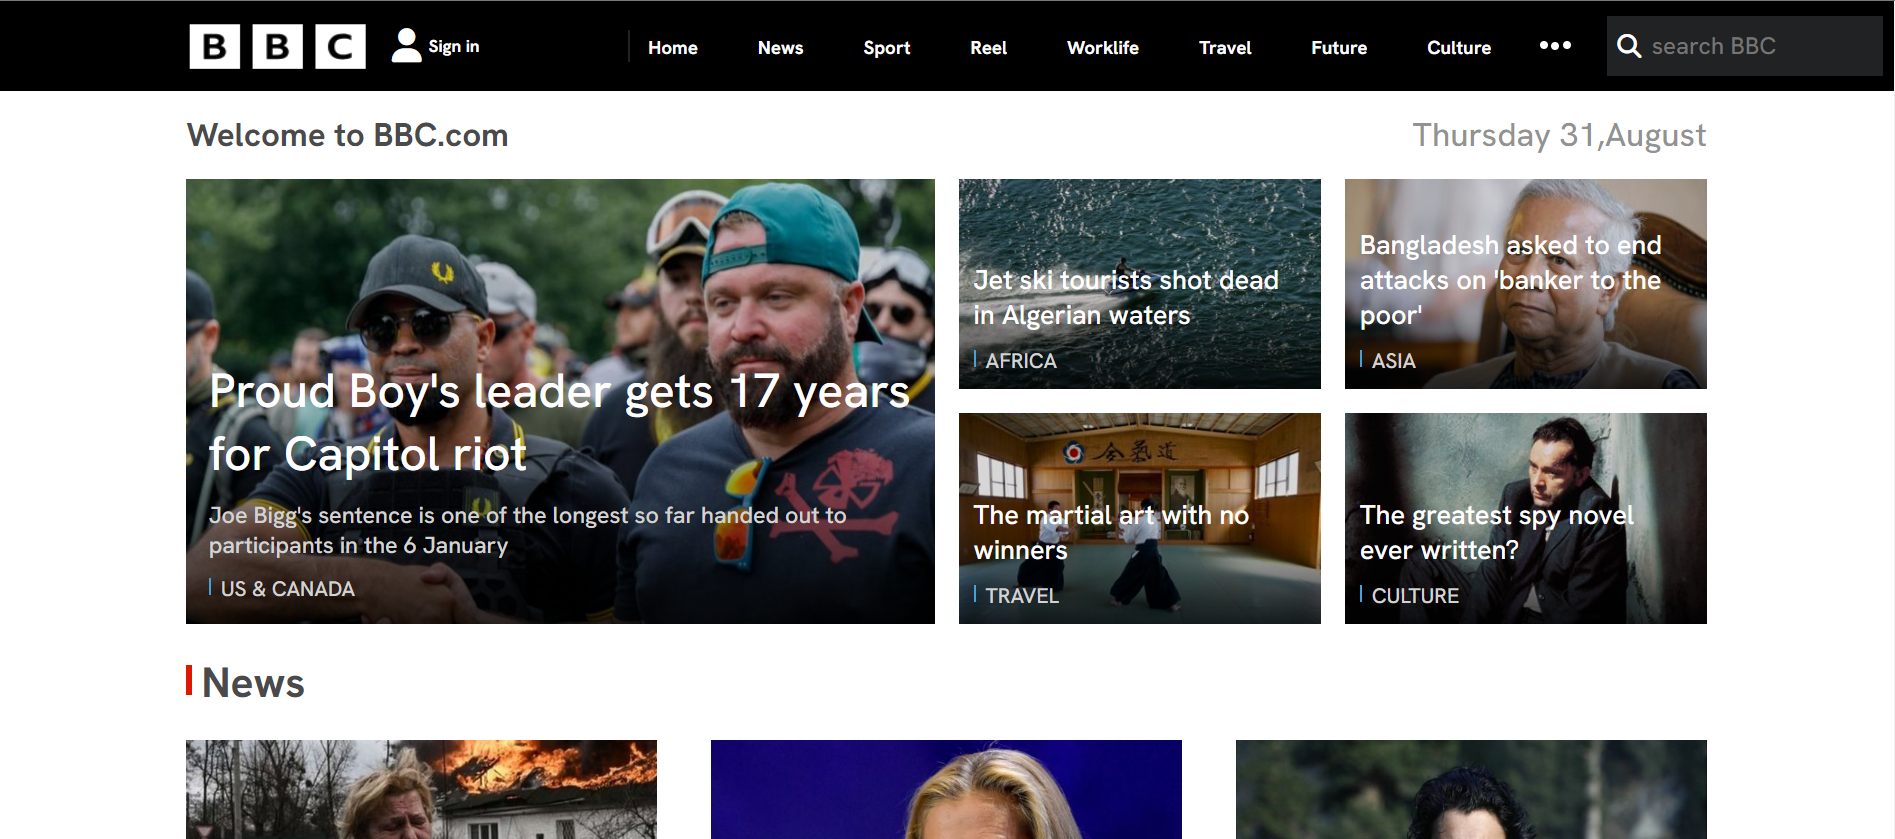 B B C
Sign in
Home
News
Sport
Reel
Worklife
Travel
Future
Culture
search BBC
Welcome to BBC.com
Thursday 31,August
Proud Boy's leader gets 17 years
for Capitol riot
Joe Bigg's sentence is one of the longest so far handed out to
participants in the 6 January
US & CANADA
Jet ski tourists shot dead
in Algerian waters
AFRICA
Bangladesh asked to end
attacks on 'banker to the
poor'
ASIA
合氣道
The martial art with no
winners
TRAVEL
The greatest spy novel
ever written?
CULTURE
News